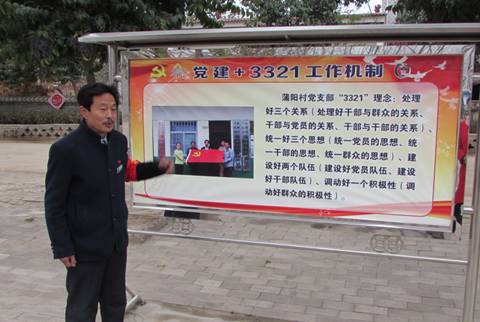 党建+3321工作机制
蒲阳村党支部“3321”理念：处理
好三个关系（处理好干部与群众的关系、
干部与党员的关系、干部与干部的关系）、
统一好三个思想（统一党员的思想、统
一干部的思想、统一群众的思想）、建
设好两个队伍（建设好党员队伍、建设
好干部队伍）、调动好一个积极性（调
动好群众的积极性）。